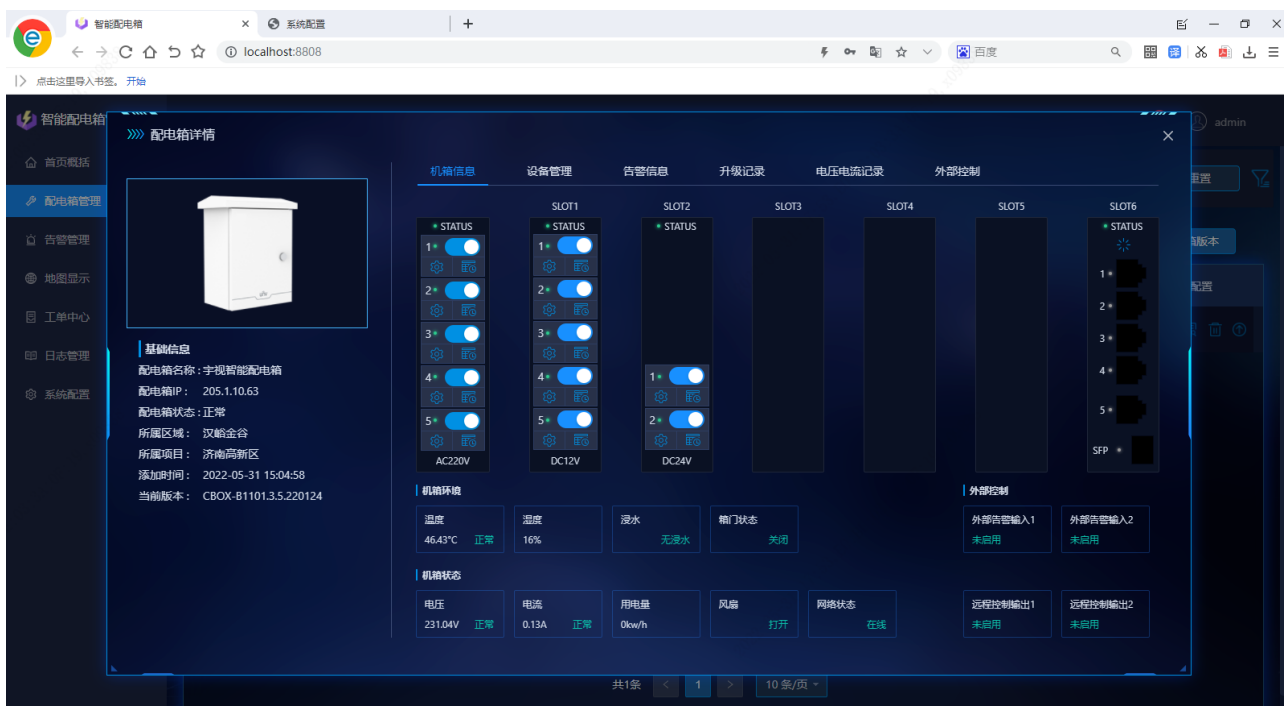 智能配电箱
系统配置
localhost:8808
百度
点击这里导入书签。 开始
智能配电箱
admin
首页概括
配电箱管理
告警管理
地图显示
工单中心
日志管理
系统配置
重置
箱版本
配置
配电箱详情
基础信息
配电箱名称 : 宇视智能配电箱
配电箱IP : 205.1.10.63
配电箱状态 : 正常
所属区域 : 汉峪金谷
所属项目 : 济南高新区
添加时间 : 2022-05-31 15:04:58
当前版本 : CBOX-B1101.3.5.220124
机箱信息 设备管理 告警信息 升级记录 电压电流记录 外部控制
SLOT1 SLOT2 SLOT3 SLOT4 SLOT5 SLOT6
STATUS STATUS STATUS STATUS
1 1
1
2 2 2
3 3 3
4 4 1 4
5 5 2 5
SFP
AC220V DC12V DC24V
机箱环境
温度 湿度 浸水 箱门状态
46.43°C 正常 16% 无浸水 关闭
外部控制
外部告警输入1 外部告警输入2
未启用 未启用
机箱状态
电压 电流 用电量 风扇 网络状态
231.04V 正常 0.13A 正常 0kw/h 打开 在线
远程控制输出1 远程控制输出2
未启用 未启用
共1条 < 1 > 10 条/页